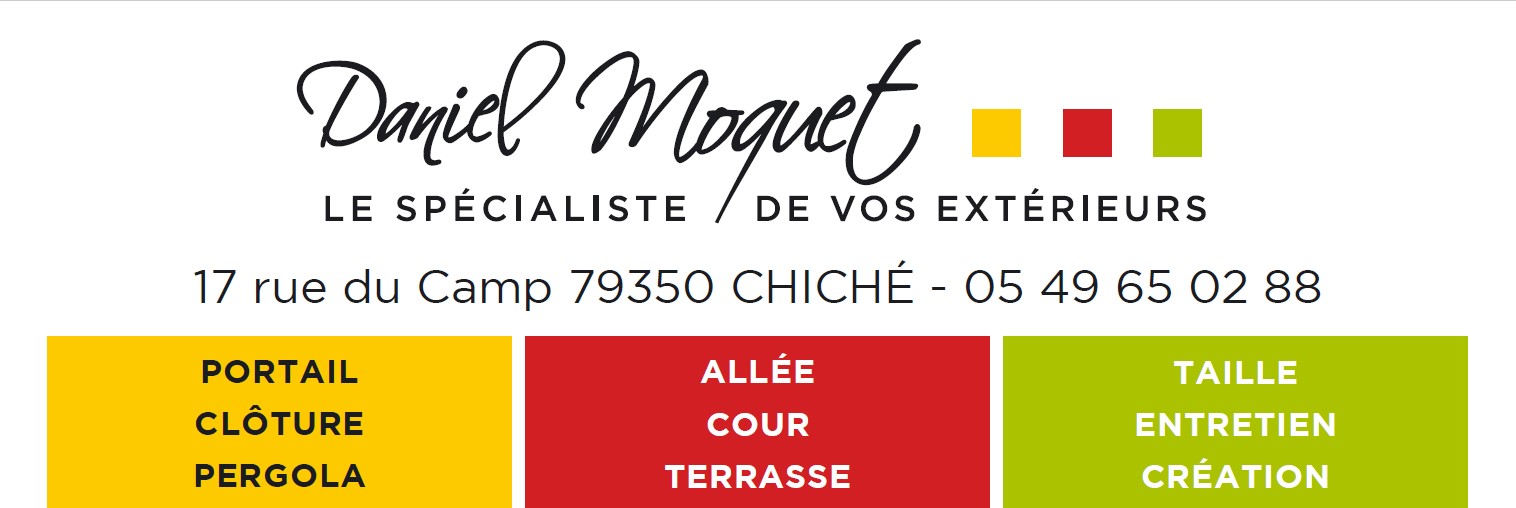 Daniel Moquet
LE SPÉCIALISTE DE VOS EXTÉRIEURS
17 rue du Camp 79350 CHICHÉ - 05 49 65 02 88
PORTAIL
CLÔTURE
PERGOLA
ALLÉE
COUR
TERRASSE
TAILLE
ENTRETIEN
CRÉATION